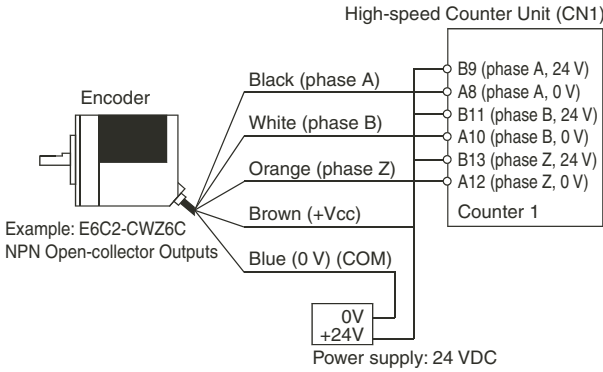 High-speed Counter Unit (CN1)
Encoder
Black (phase A)
White (phase B)
Orange (phase Z)
Brown (+Vcc)
Blue (0 V) (COM)
B9 (phase A, 24 V)
A8 (phase A, 0 V)
B11 (phase B, 24 V)
A10 (phase B, 0 V)
B13 (phase Z, 24 V)
A12 (phase Z, 0 V)
Counter 1
Example: E6C2-CWZ6C
NPN Open-collector Outputs
0V
+24V
Power supply: 24 VDC